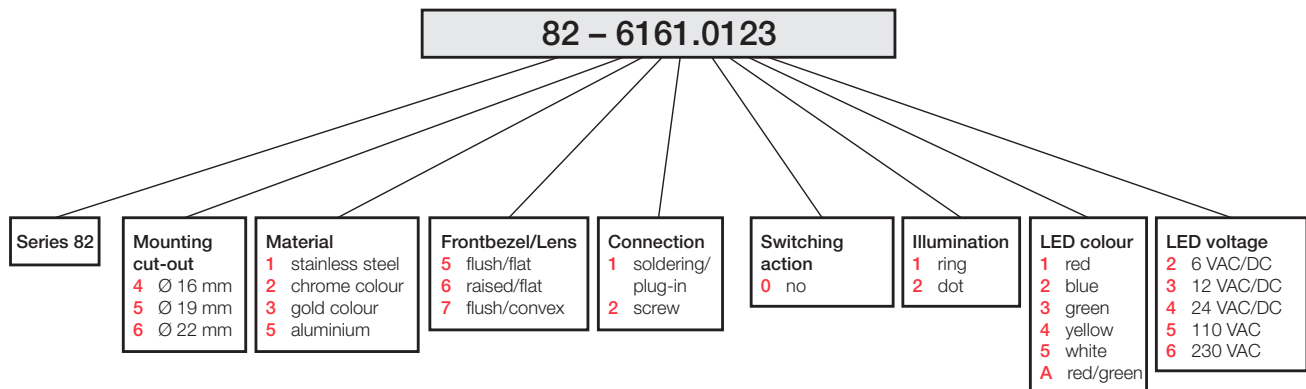 82 – 6161.0123
Series 82
Mounting
cut-out
4 Ø 16 mm
5 Ø 19 mm
6 Ø 22 mm
Material
1 stainless steel
2 chrome colour
3 gold colour
5 aluminium
Frontbezel/Lens
5 flush/flat
6 raised/flat
7 flush/convex
Connection
1 soldering/
plug-in
2 screw
Switching
action
0 no
Illumination
1 ring
2 dot
LED colour
1 red
2 blue
3 green
4 yellow
5 white
A red/green
LED voltage
2 6 VAC/DC
3 12 VAC/DC
4 24 VAC/DC
5 110 VAC
6 230 VAC